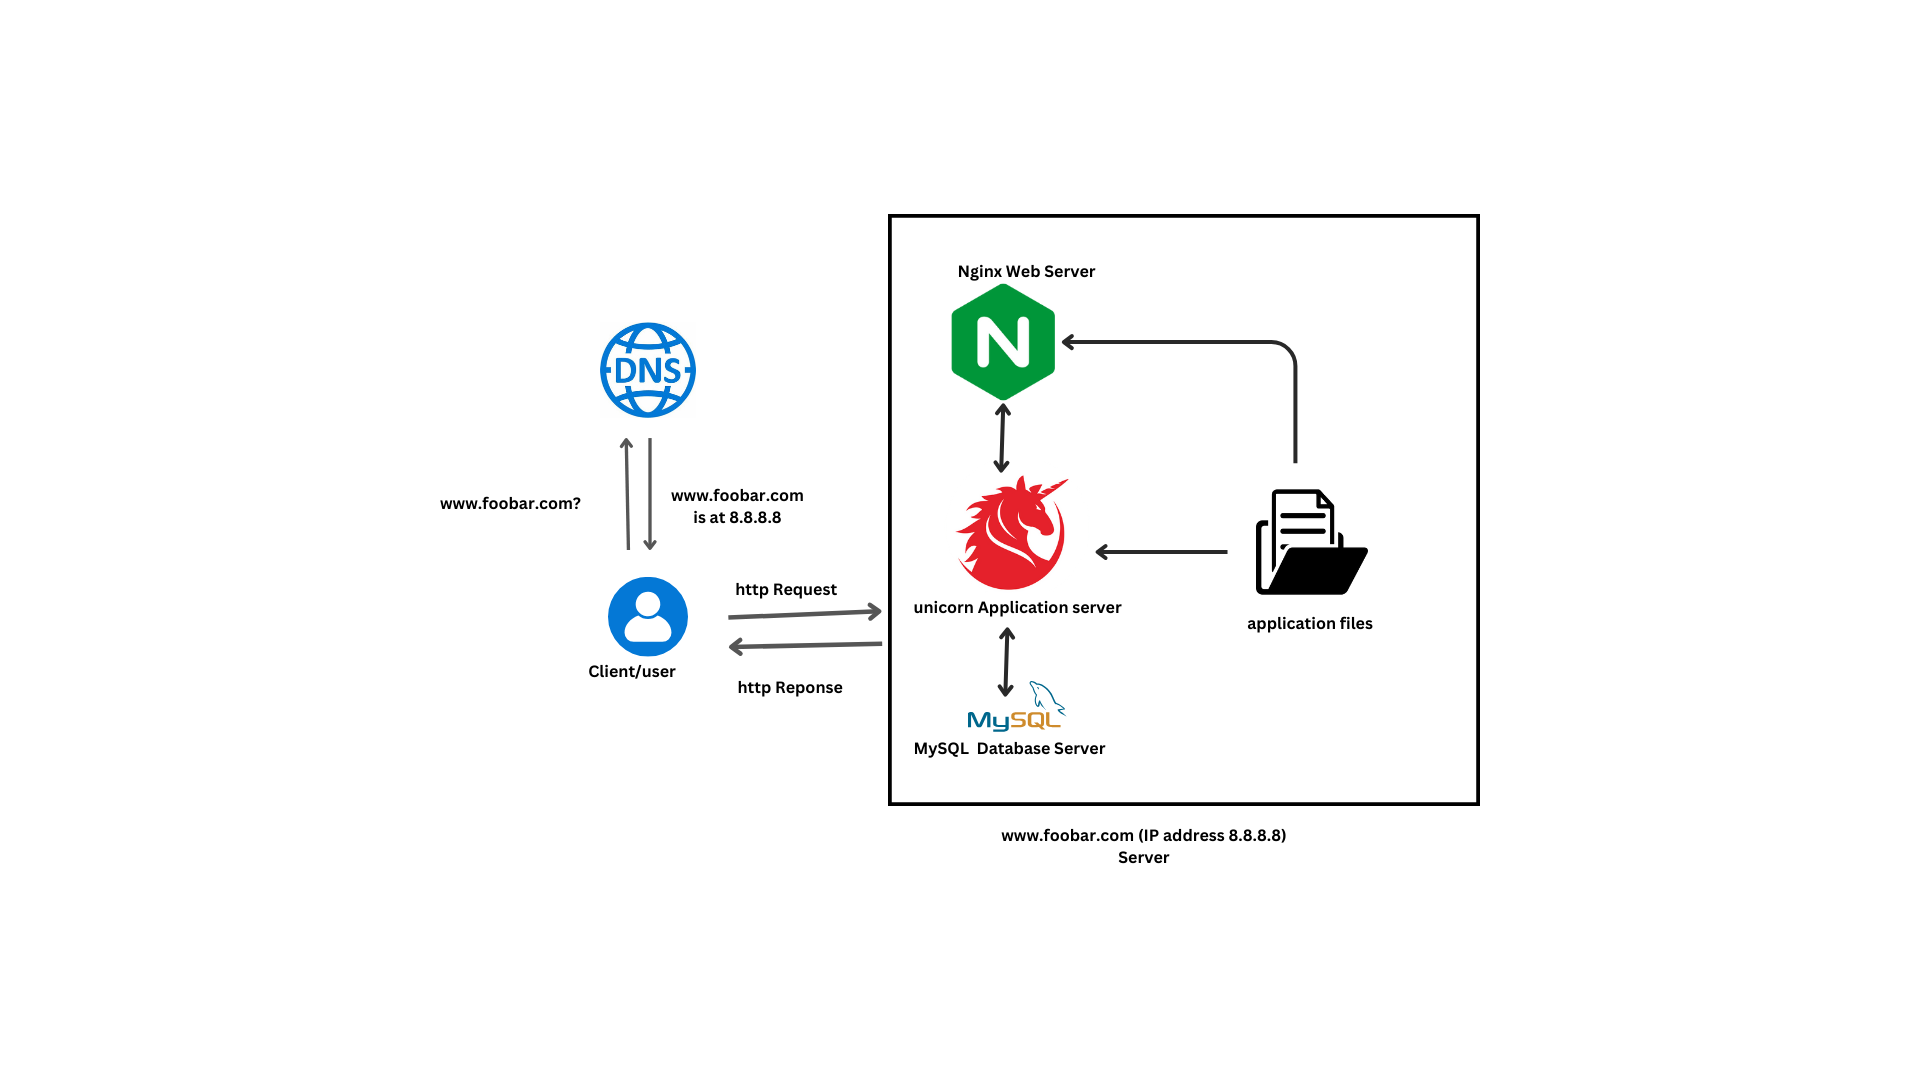 Nginx Web Server
N
DNS
www.foobar.com?
www.foobar.com
is at 8.8.8.8
http Request
unicorn Application server
application files
Client/user
http Reponse
MySQL
MySQL  Database Server
www.foobar.com (IP address 8.8.8.8)
Server